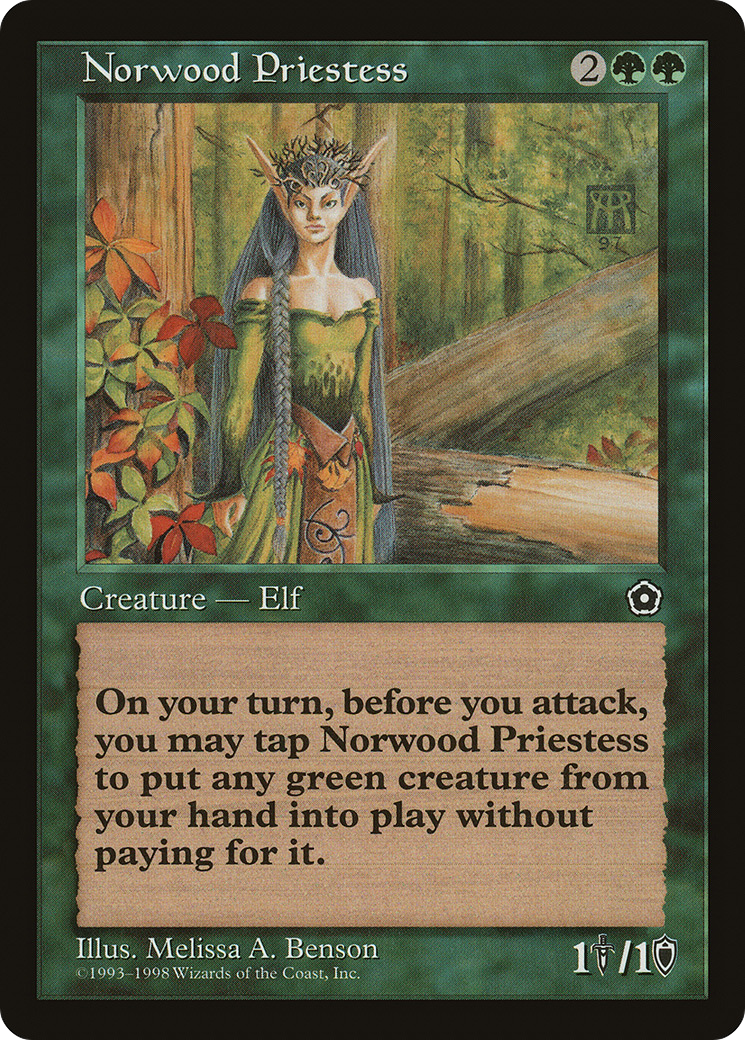 Norwood Priestess 2
97
Creature — Elf
On your turn, before you attack,
you may tap Norwood Priestess
to put any green creature from
your hand into play without
paying for it.
Illus. Melissa A. Benson
©1993–1998 Wizards of the Coast, Inc.
1/1